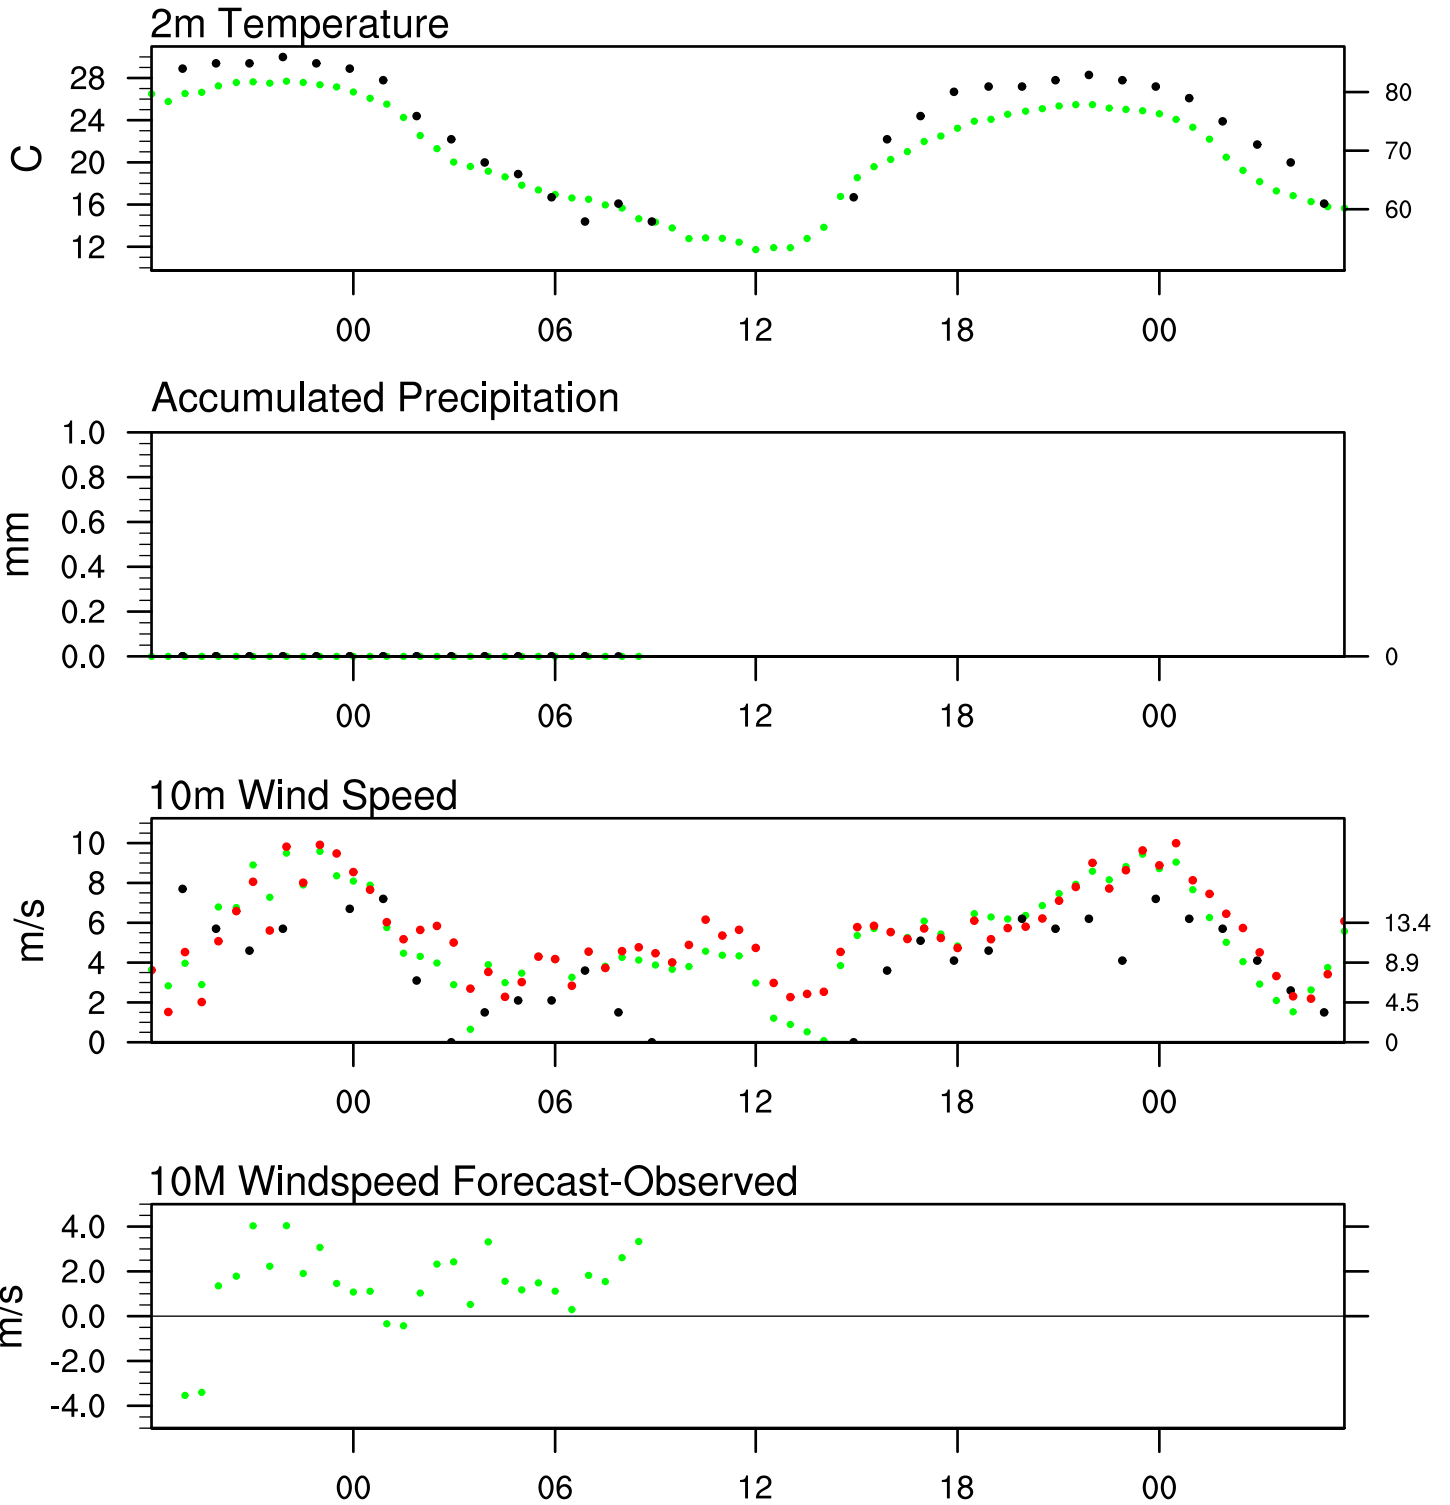 2m Temperature
C
28
24
20
16
12
80
70
60
00 06 12 18 00
Accumulated Precipitation
mm
1.0
0.8
0.6
0.4
0.2
0.0
0
00 06 12 18 00
10m Wind Speed
m/s
10
8
6
4
2
0
13.4
8.9
4.5
0
00 06 12 18 00
10M Windspeed Forecast-Observed
m/s
4.0
2.0
0.0
-2.0
-4.0
00 06 12 18 00